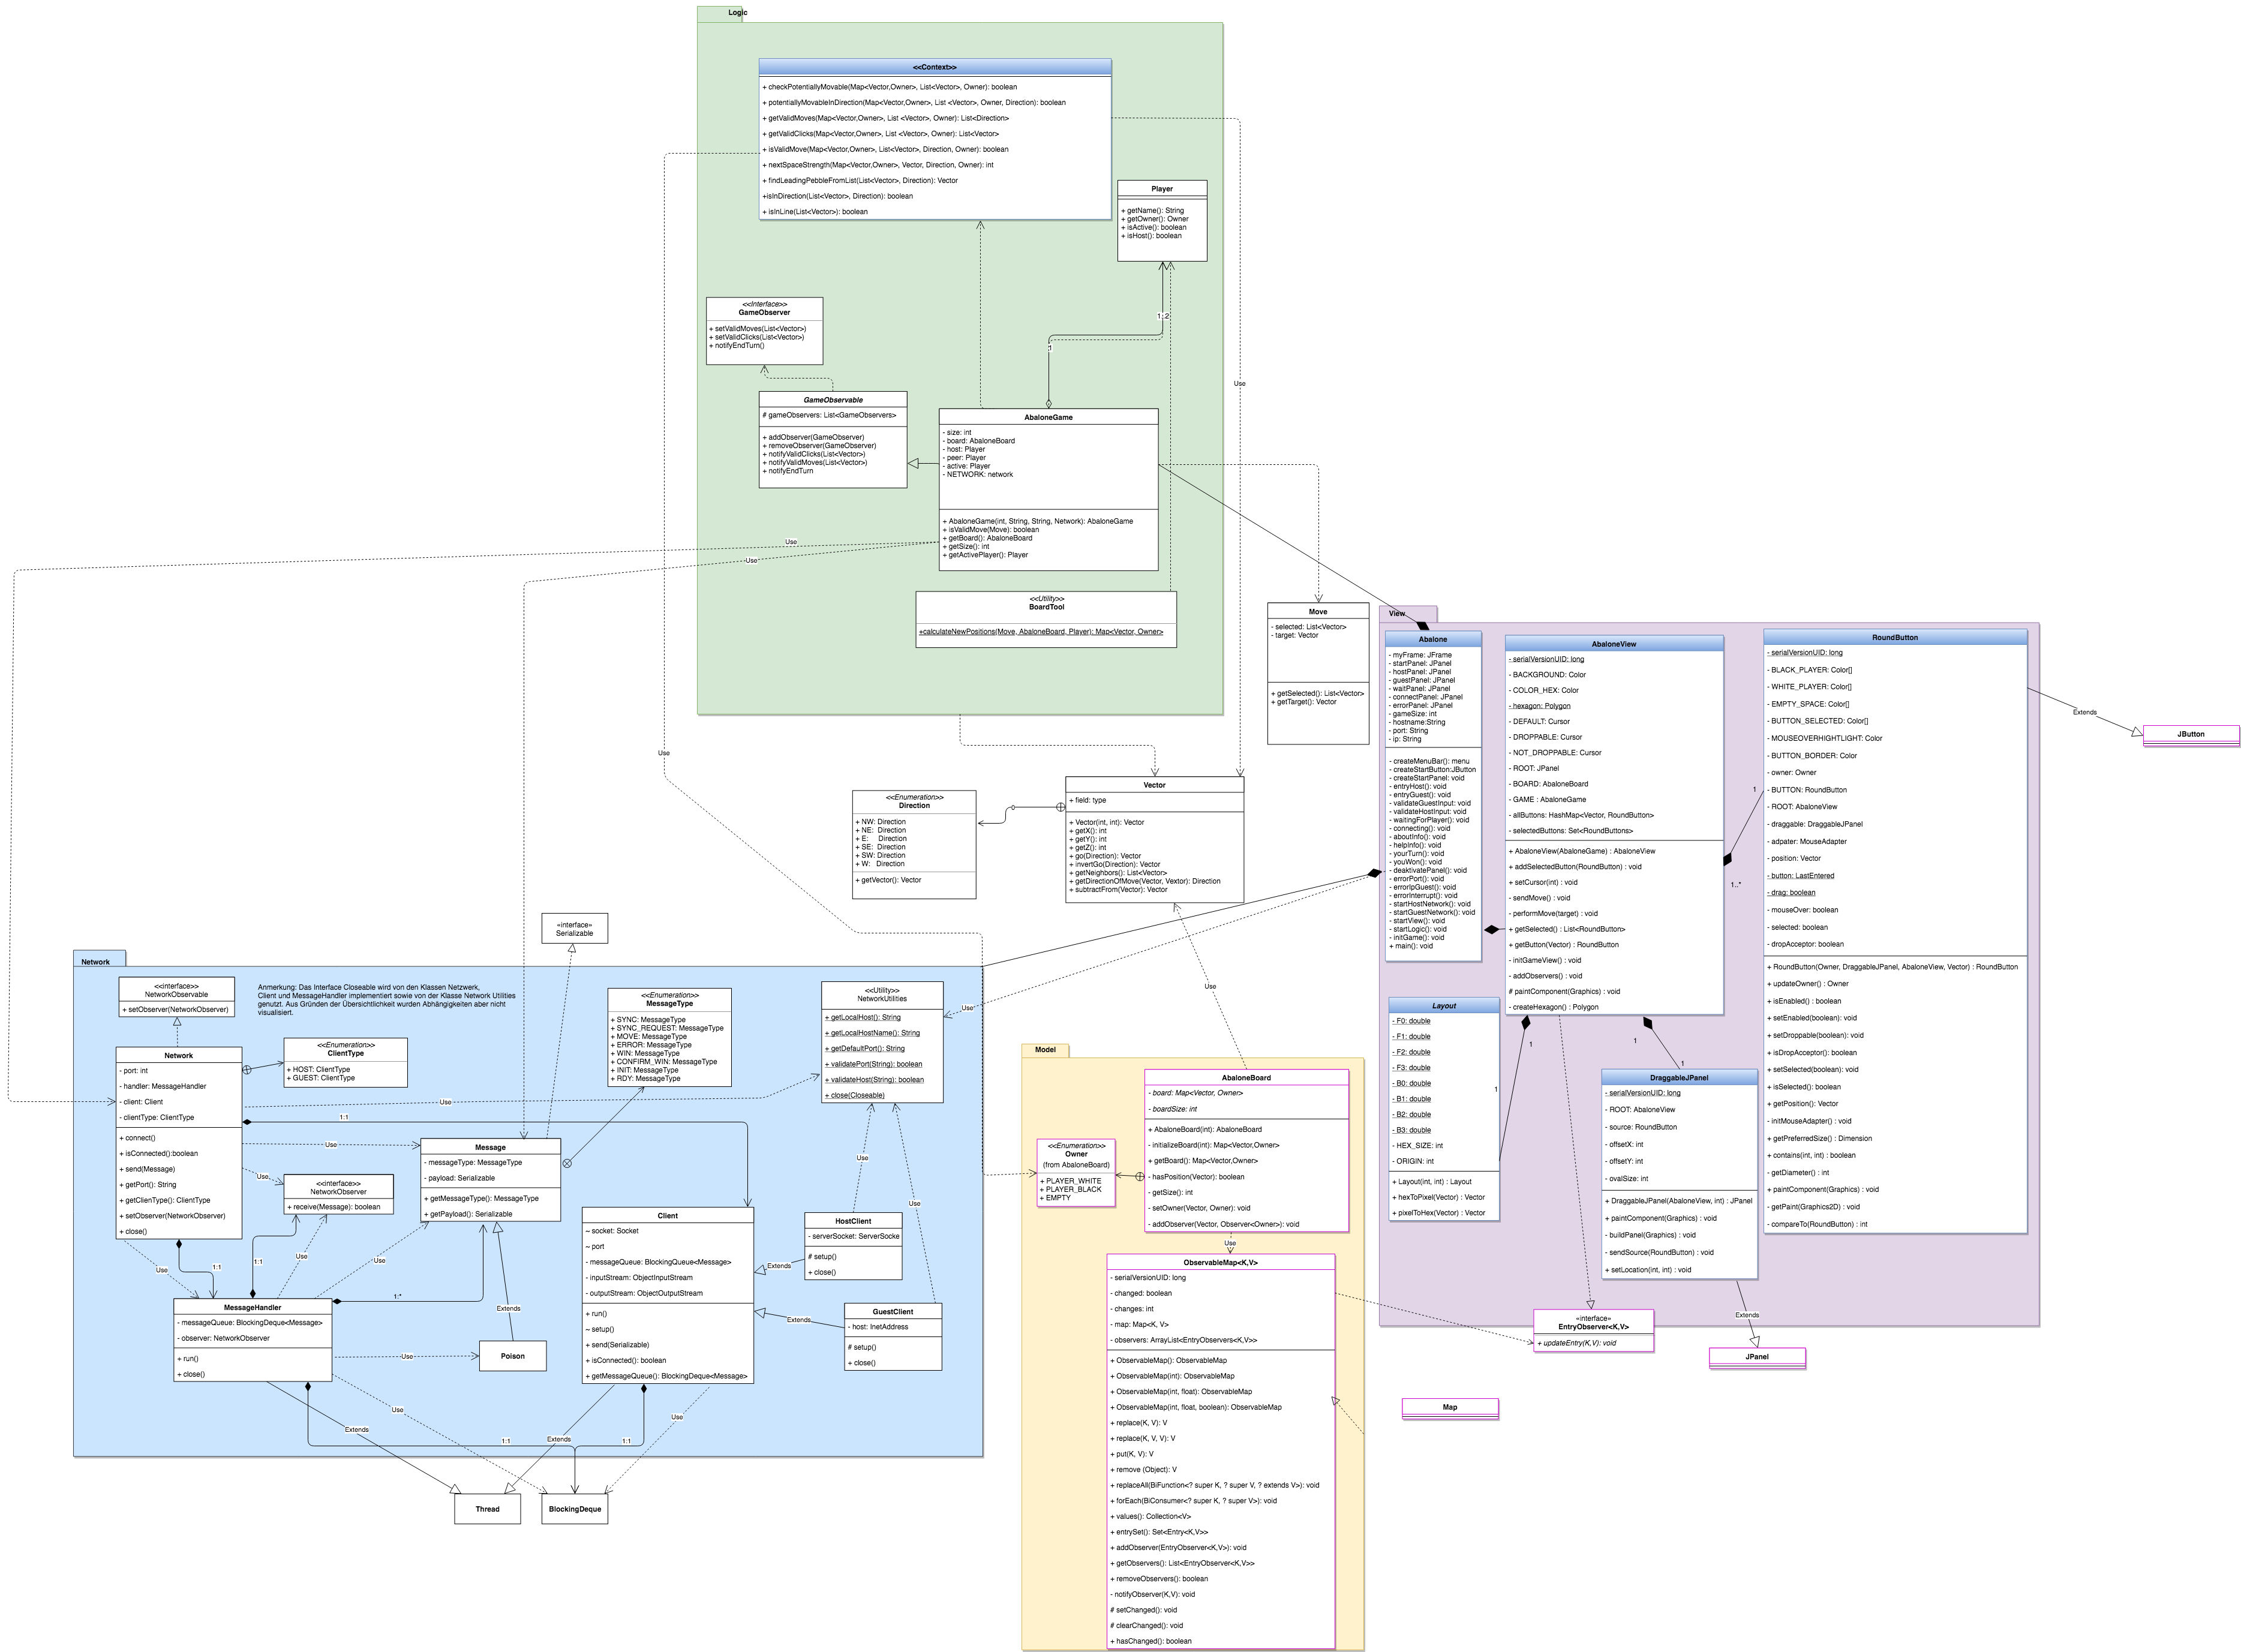 Logic
<<Context>>
+ checkPotentiallyMovable(Map<Vector,Owner>, List<Vector>, Owner): boolean
+ potentiallyMovableInDirection(Map<Vector,Owner>, List <Vector>, Owner, Direction): boolean
+ getValidMoves(Map<Vector,Owner>, List <Vector>, Owner): List<Direction>
+ getValidClicks(Map<Vector,Owner>, List <Vector>, Owner): List<Vector>
+ isValidMove(Map<Vector,Owner>, List<Vector>, Direction, Owner): boolean
+ nextSpaceStrength(Map<Vector,Owner>, Vector, Direction, Owner): int
+ findLeadingPebbleFromList(List<Vector>, Direction): Vector
+isInDirection(List<Vector>, Direction): boolean
+ isInLine(List<Vector>): boolean
Player
+ getName(): String
+ getOwner(): Owner
+ isActive(): boolean
+ isHost(): boolean
<<Interface>>
GameObserver
+ setValidMoves(List<Vector>)
+ setValidClicks(List<Vector>)
+ notifyEndTurn()
1..2
1
Use
GameObservable
# gameObservers: List<GameObservers>
+ addObserver(GameObserver)
+ removeObserver(GameObserver)
+ notifyValidClicks(List<Vector>)
+ notifyValidMoves(List<Vector>)
+ notifyEndTurn
AbaloneGame
- size: int
- board: AbaloneBoard
- host: Player
- peer: Player
- active: Player
- NETWORK: network
+ AbaloneGame(int, String, String, Network): AbaloneGame
+ isValidMove(Move): boolean
+ getBoard(): AbaloneBoard
+ getSize(): int
+ getActivePlayer(): Player
Use
Use
<<Utility>>
BoardTool
+calculateNewPositions(Move, AbaloneBoard, Player): Map<Vector, Owner>
Use
Move
- selected: List<Vector>
- target: Vector
+ getSelected(): List<Vector>
+ getTarget(): Vector
<<Enumeration>>
Direction
+ NW: Direction
+ NE: Direction
+ E: Direction
+ SE: Direction
+ SW: Direction
+ W: Direction
+ getVector(): Vector
Vector
+ field: type
+ Vector(int, int): Vector
+ getX(): int
+ getY(): int
+ getZ(): int
+ go(Direction): Vector
+ invertGo(Direction): Vector
+ getNeighbors(): List<Vector>
+ getDirectionOfMove(Vector, Vextor): Direction
+ subtractFrom(Vector): Vector
View
Abalone
- myFrame: JFrame
- startPanel: JPanel
- hostPanel: JPanel
- guestPanel: JPanel
- waitPanel: JPanel
- connectPanel: JPanel
- errorPanel: JPanel
- gameSize: int
- hostname:String
- port: String
- ip: String
- createMenuBar(): menu
- createStartButton:JButton
- createStartPanel: void
- entryHost(): void
- entryGuest(): void
- validateGuestInput: void
- validateHostInput: void
- waitingForPlayer(): void
- connecting(): void
- aboutInfo(): void
- helpInfo(): void
- yourTurn(): void
- youWon(): void
- deaktivatePanel(): void
- errorPort(): void
- errorIpGuest(): void
- errorInterrupt(): void
- startHostNetwork(): void
- startGuestNetwork(): void
- startView(): void
- startLogic(): void
- initGame(): void
+ main(): void
AbaloneView
- serialVersionUID: long
- BACKGROUND: Color
- COLOR_HEX: Color
- hexagon: Polygon
- DEFAULT: Cursor
- DROPPABLE: Cursor
- NOT_DROPPABLE: Cursor
- ROOT: JPanel
- BOARD: AbaloneBoard
- GAME : AbaloneGame
- allButtons: HashMap<Vector, RoundButton>
- selectedButtons: Set<RoundButtons>
+ AbaloneView(AbaloneGame) : AbaloneView
+ addSelectedButton(RoundButton) : void
+ setCursor(int) : void
- sendMove() : void
- performMove(target) : void
+ getSelected() : List<RoundButton>
+ getButton(Vector) : RoundButton
- initGameView() : void
- addObservers() : void
# paintComponent(Graphics) : void
- createHexagon() : Polygon
1
1..*
RoundButton
- serialVersionUID: long
- BLACK_PLAYER: Color[]
- WHITE_PLAYER: Color[]
- EMPTY_SPACE: Color[]
- BUTTON_SELECTED: Color[]
- MOUSEOVERHIGHTLIGHT: Color
- BUTTON_BORDER: Color
- owner: Owner
- BUTTON: RoundButton
- ROOT: AbaloneView
- draggable: DraggableJPanel
- adpater: MouseAdapter
- position: Vector
- button: LastEntered
- drag: boolean
- mouseOver: boolean
- selected: boolean
- dropAcceptor: boolean
+ RoundButton(Owner, DraggableJPanel, AbaloneView, Vector) : RoundButton
+ updateOwner() : Owner
+ isEnabled() : boolean
+ setEnabled(boolean): void
+ setDroppable(boolean): void
+ isDropAcceptor(): boolean
+ setSelected(boolean): void
+ isSelected(): boolean
+ getPosition(): Vector
- initMouseAdapter() : void
+ getPreferredSize() : Dimension
+ contains(int, int) : boolean
- getDiameter() : int
+ paintComponent(Graphics) : void
- getPaint(Graphics2D) : void
- compareTo(RoundButton) : int
Extends
JButton
Layout
- F0: double
- F1: double
- F2: double
- F3: double
- B0: double
- B1: double
- B2: double
- B3: double
- HEX_SIZE: int
- ORIGIN: int
+ Layout(int, int) : Layout
+ hexToPixel(Vector) : Vector
+ pixelToHex(Vector) : Vector
1
1
1
1
DraggableJPanel
- serialVersionUID: long
- ROOT: AbaloneView
- source: RoundButton
- offsetX: int
- offsetY: int
- ovalSize: int
+ DraggableJPanel(AbaloneView, int) : JPanel
+ paintComponent(Graphics) : void
- buildPanel(Graphics) : void
- sendSource(RoundButton) : void
+ setLocation(int, int) : void
Extends
JPanel
«interface»
EntryObserver<K,V>
+ updateEntry(K,V): void
Map
«interface»
Serializable
Network
<<interface>>
NetworkObservable
+ setObserver(NetworkObserver)
Anmerkung: Das Interface Closeable wird von den Klassen Netzwerk,
Client und MessageHandler implementiert sowie von der Klasse Network Utilities
genutzt. Aus Gründen der Übersichtlichkeit wurden Abhängigkeiten aber nicht
visualisiert.
<<Enumeration>>
ClientType
+ HOST: ClientType
+ GUEST: ClientType
<<Enumeration>>
MessageType
+ SYNC: MessageType
+ SYNC_REQUEST: MessageType
+ MOVE: MessageType
+ ERROR: MessageType
+ WIN: MessageType
+ CONFIRM_WIN: MessageType
+ INIT: MessageType
+ RDY: MessageType
<<Utility>>
NetworkUtilities
+ getLocalHost(): String
+ getLocalHostName(): String
+ getDefaultPort(): String
+ validatePort(String): boolean
+ validateHost(String): boolean
+ close(Closeable)
Use
Network
- port: int
- handler: MessageHandler
- client: Client
- clientType: ClientType
+ connect()
+ isConnected():boolean
+ send(Message)
+ getPort(): String
+ getClienType(): ClientType
+ setObserver(NetworkObserver)
+ close()
Use
1:1
Use
Use
Message
- messageType: MessageType
- payload: Serializable
+ getMessageType(): MessageType
+ getPayload(): Serializable
<<interface>>
NetworkObserver
+ receive(Message): boolean
Use
1:1
1:1
Use
Use
1:*
MessageHandler
- messageQueue: BlockingDeque<Message>
- observer: NetworkObserver
+ run()
+ close()
Extends
Use
Poison
Client
~ socket: Socket
~ port
- messageQueue: BlockingQueue<Message>
- inputStream: ObjectInputStream
- outputStream: ObjectOutputStream
+ run()
~ setup()
+ send(Serializable)
+ isConnected(): boolean
+ getMessageQueue(): BlockingDeque<Message>
Use
Use
HostClient
- serverSocket: ServerSocke
# setup()
+ close()
Extends
GuestClient
- host: InetAddress
# setup()
+ close()
Extends
Use
Use
Extends
Extends
1:1
1:1
Thread
BlockingDeque
Use
Model
AbaloneBoard
- board: Map<Vector, Owner>
- boardSize: int
+ AbaloneBoard(int): AbaloneBoard
- initializeBoard(int): Map<Vector,Owner>
+ getBoard(): Map<Vector,Owner>
- hasPosition(Vector): boolean
- getSize(): int
- setOwner(Vector, Owner): void
- addObserver(Vector, Observer<Owner>): void
<<Enumeration>>
Owner
(from AbaloneBoard)
+ PLAYER_WHITE
+ PLAYER_BLACK
+ EMPTY
Use
ObservableMap<K,V>
- serialVersionUID: long
- changed: boolean
- changes: int
- map: Map<K, V>
- observers: ArrayList<EntryObservers<K,V>>
+ ObservableMap(): ObservableMap
+ ObservableMap(int): ObservableMap
+ ObservableMap(int, float): ObservableMap
+ ObservableMap(int, float, boolean): ObservableMap
+ replace(K, V): V
+ replace(K, V, V): V
+ put(K, V): V
+ remove (Object): V
+ replaceAll(BiFunction<? super K, ? super V, ? extends V>): void
+ forEach(BiConsumer<? super K, ? super V>): void
+ values(): Collection<V>
+ entrySet(): Set<Entry<K,V>>
+ addObserver(EntryObserver<K,V>): void
+ getObservers(): List<EntryObserver<K,V>>
+ removeObservers(): boolean
- notifyObserver(K,V): void
# setChanged(): void
# clearChanged(): void
+ hasChanged(): boolean